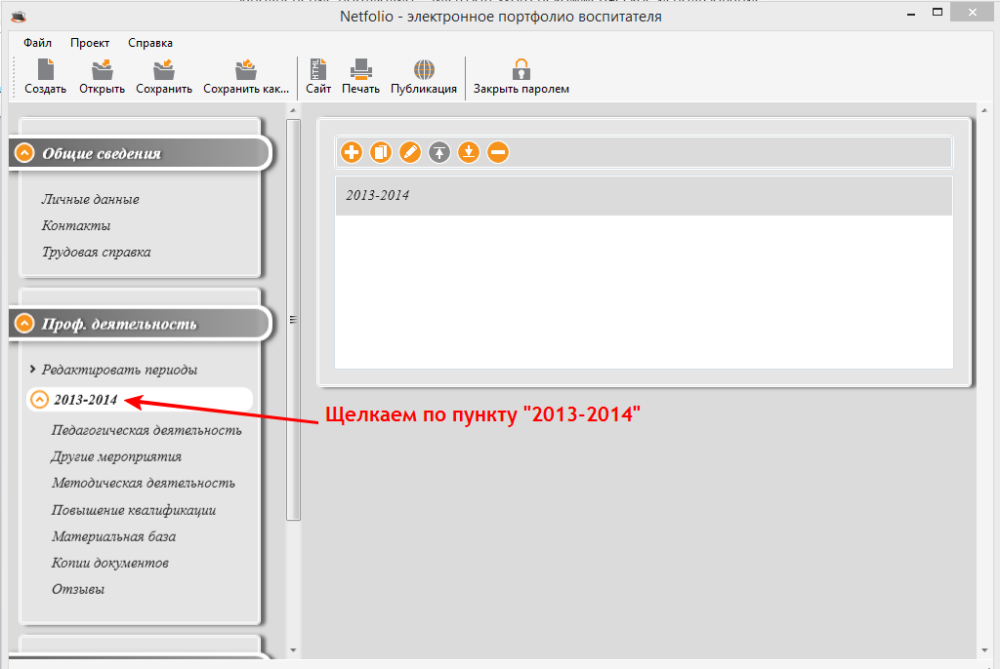 Netfolio - электронное портфолио воспитателя
Файл Проект Справка
HTML
Создать Открыть Сохранить Сохранить как... Сайт Печать Публикация Закрыть паролем
Общие сведения
Личные данные
Контакты
Трудовая справка
Проф. деятельность
Редактировать периоды
2013-2014
Педагогическая деятельность
Другие мероприятия
Методическая деятельность
Повышение квалификации
Материальная база
Копии документов
Отзывы
2013-2014
Щелкаем по пункту "2013-2014"